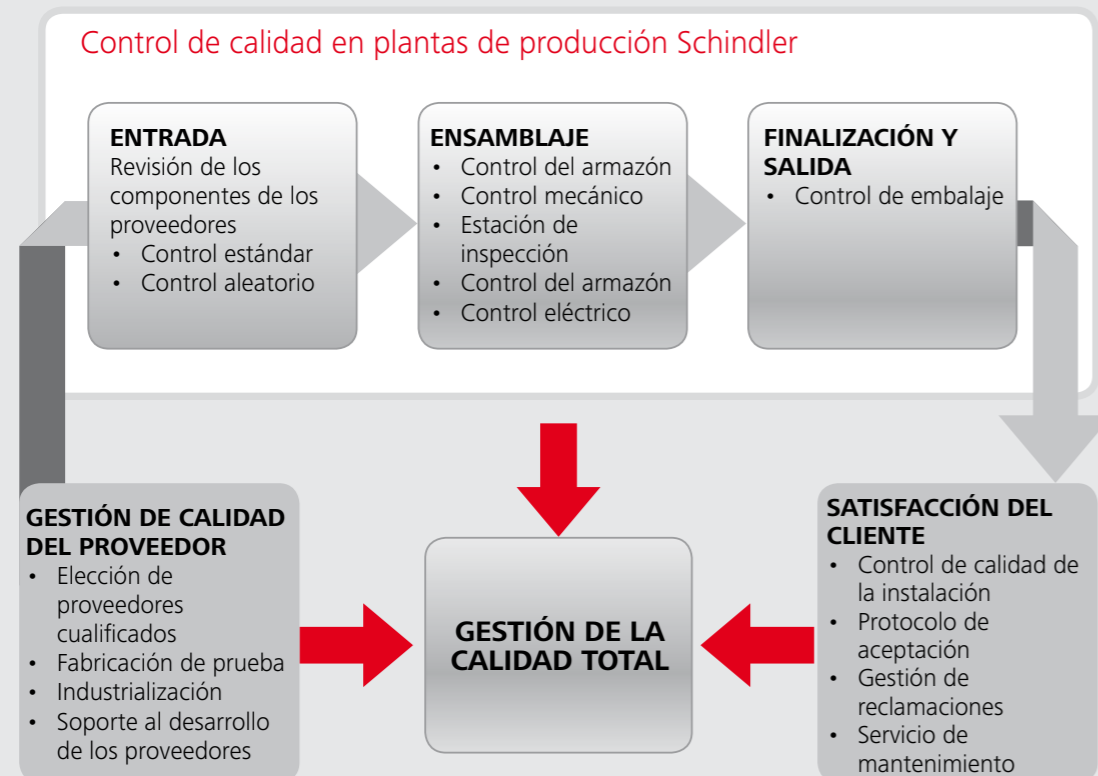 Control de calidad en plantas de producción Schindler
ENTRADA
Revisión de los
componentes de los
proveedores
• Control estándar
• Control aleatorio
ENSAMBLAJE
• Control del armazón
• Control mecánico
• Estación de
inspección
• Control del armazón
• Control eléctrico
FINALIZACIÓN Y
SALIDA
• Control de embalaje
GESTIÓN DE CALIDAD
DEL PROVEEDOR
• Elección de
proveedores
cualificados
• Fabricación de prueba
• Industrialización
• Soporte al desarrollo
de los proveedores
GESTIÓN DE LA
CALIDAD TOTAL
SATISFACCIÓN DEL
CLIENTE
• Control de calidad de
la instalación
• Protocolo de
aceptación
• Gestión de
reclamaciones
• Servicio de
mantenimiento